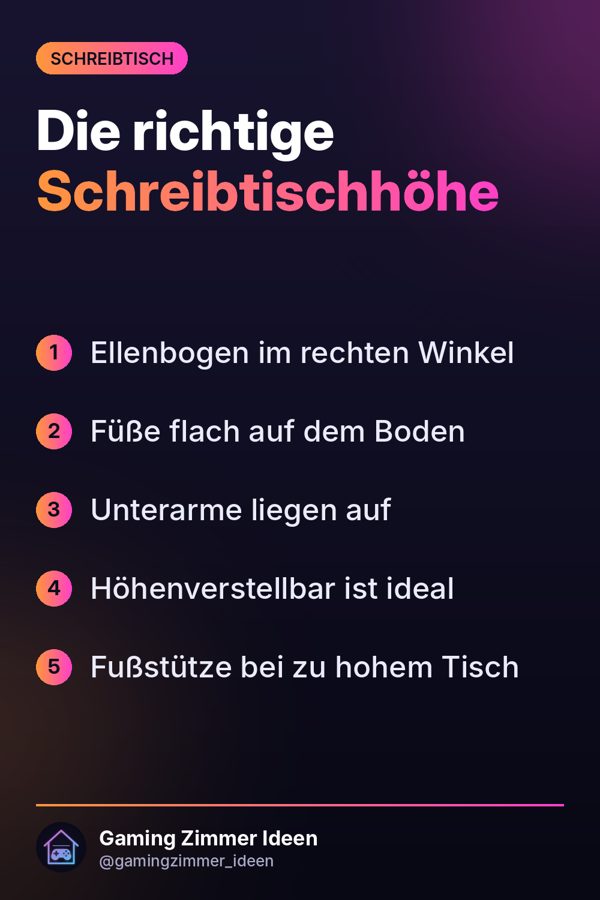 SCHREIBTISCH
Die richtige
Schreibtischhöhe
1 Ellenbogen im rechten Winkel
2 Füße flach auf dem Boden
3 Unterarme liegen auf
4 Höhenverstellbar ist ideal
5 Fußstütze bei zu hohem Tisch
Gaming Zimmer Ideen
@gamingzimmer_ideen